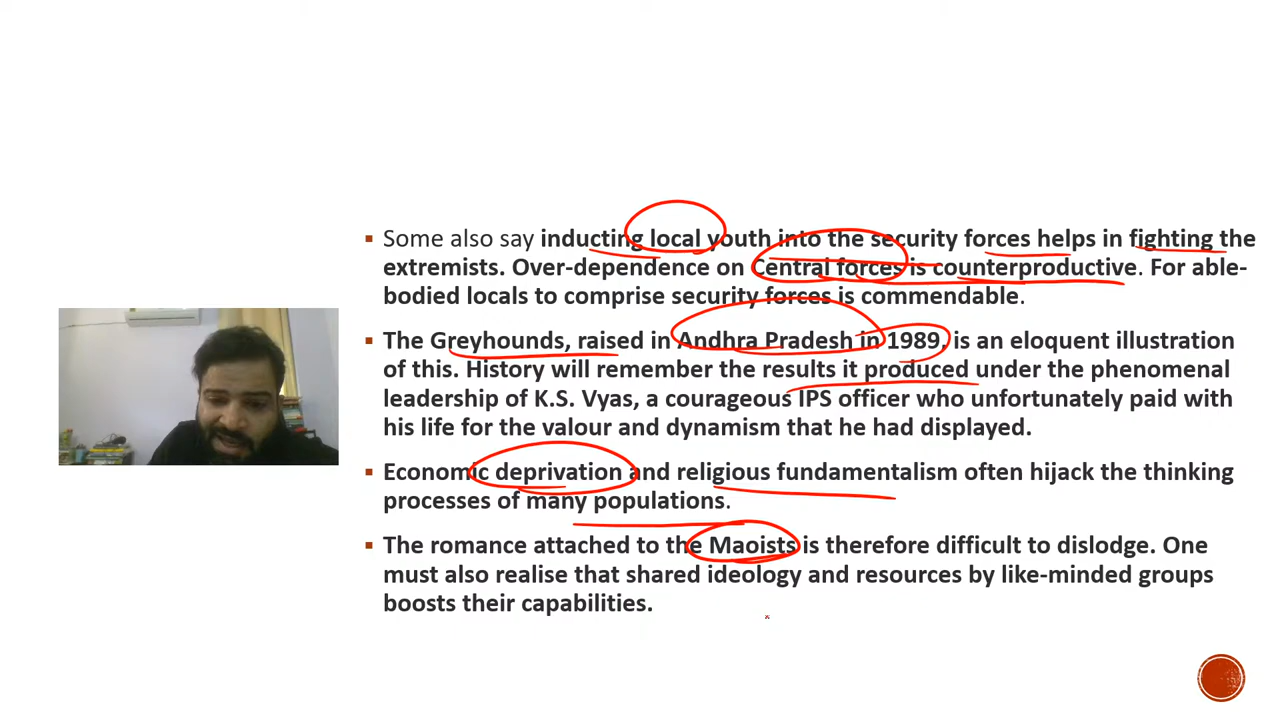 Some also say inducting local youth into the security forces helps in fighting the
extremists. Over-dependence on Central forces is counterproductive. For able-
bodied locals to comprise security forces is commendable.
The Greyhounds, raised in Andhra Pradesh in 1989, is an eloquent illustration
of this. History will remember the results it produced under the phenomenal
leadership of K.S. Vyas, a courageous IPS officer who unfortunately paid with
his life for the valour and dynamism that he had displayed.
Economic deprivation and religious fundamentalism often hijack the thinking
processes of many populations.
The romance attached to the Maoists is therefore difficult to dislodge. One
must also realise that shared ideology and resources by like-minded groups
boosts their capabilities.